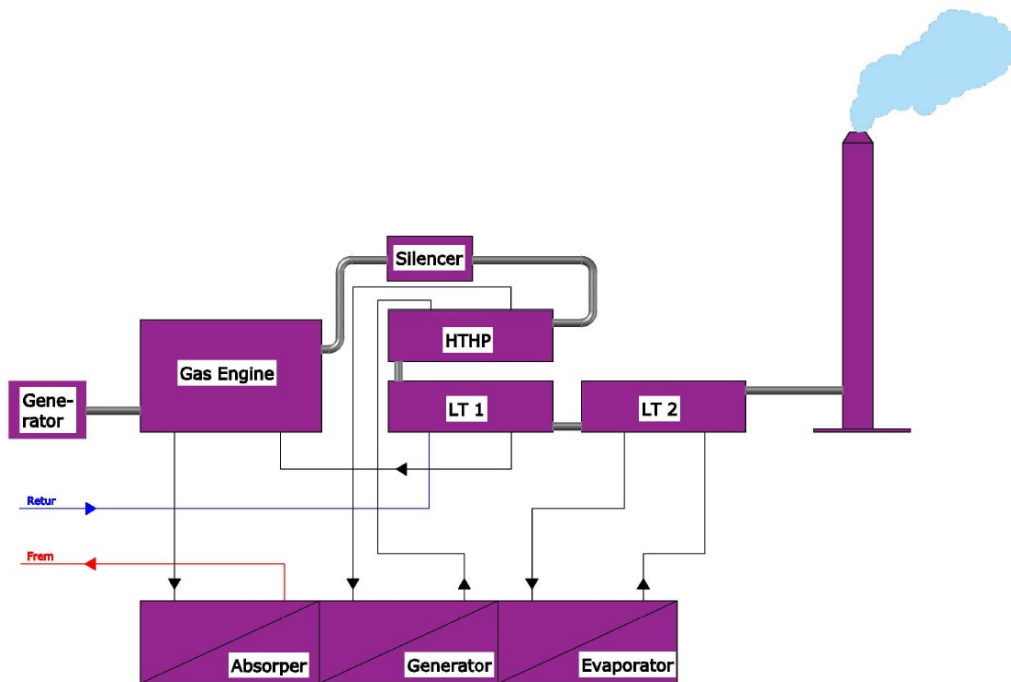 Silencer
HTHP
Gas Engine
Gene-
rator
LT 1
LT 2
Retur
Frem
Absorper
Generator
Evaporator